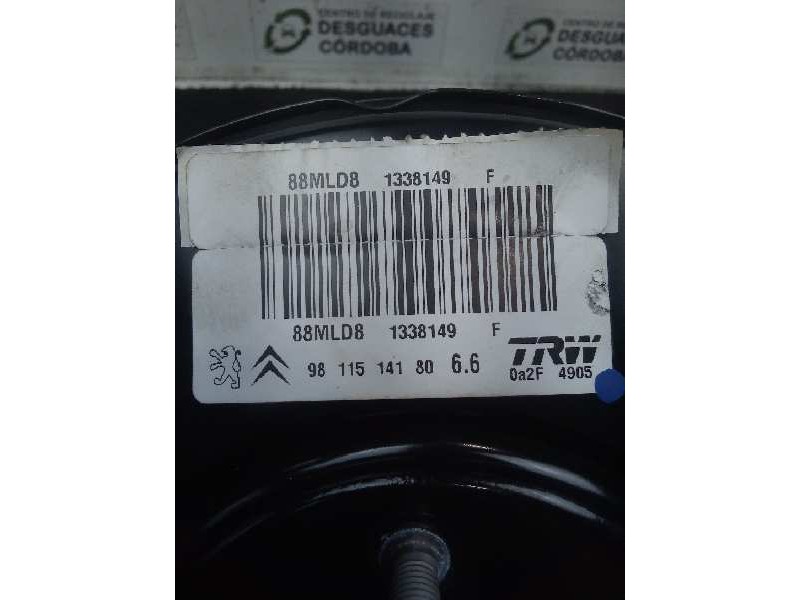 CENTRO DE RECICLAJE
DESGUACES
CÓRDOBA
CENTRO DE RECICLAJE
DESGUACES
CÓRDOBA
88MLD8 1338149 F
88MLD8 1338149 F
98 115 141 80 6.6
TRW
0a2F 4905